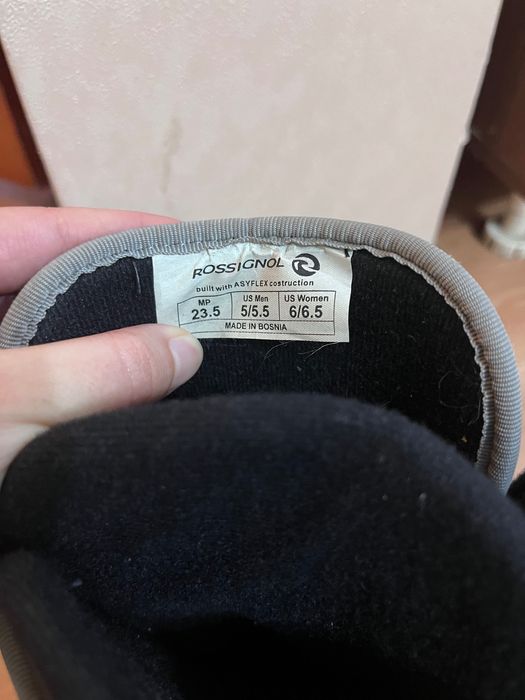 ROSSIGNOL
built with ASYFLEX costruction
MP US Men US Women
23.5 5/5.5 6/6.5
MADE IN BOSNIA